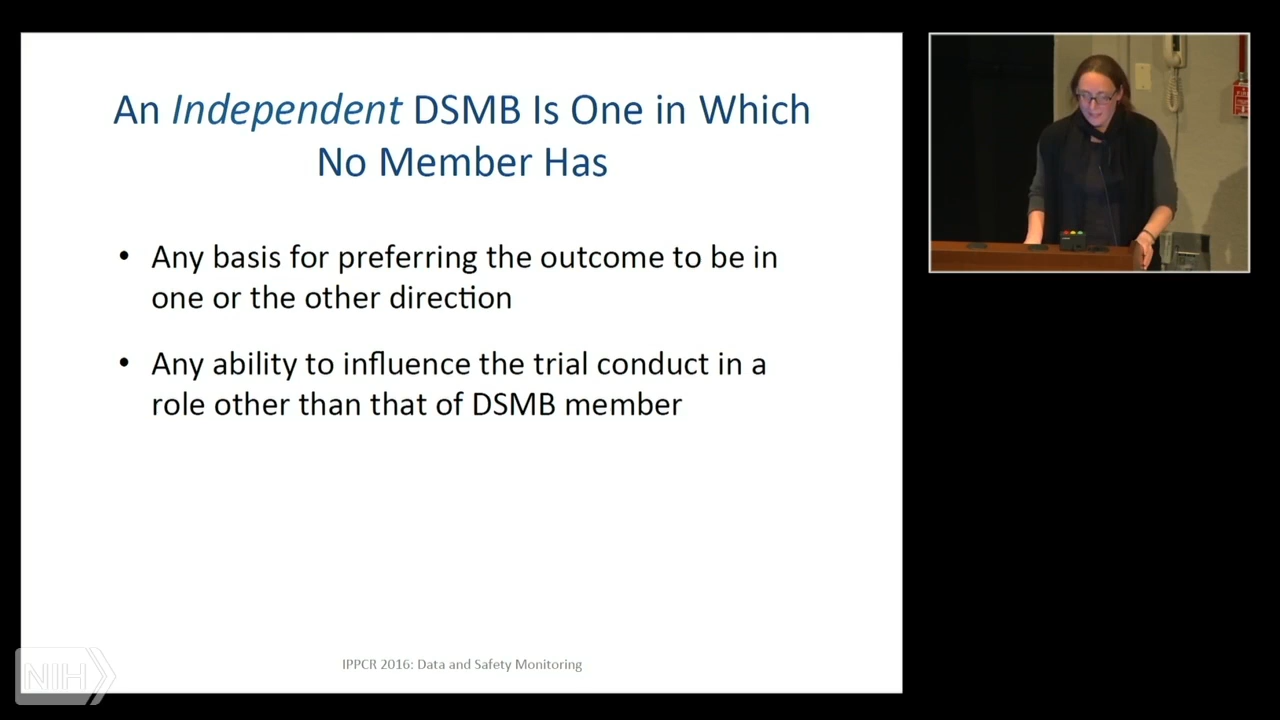 An Independent DSMB Is One in Which
No Member Has
• Any basis for preferring the outcome to be in
one or the other direction
• Any ability to influence the trial conduct in a
role other than that of DSMB member
IPPCR 2016: Data and Safety Monitoring
NIH